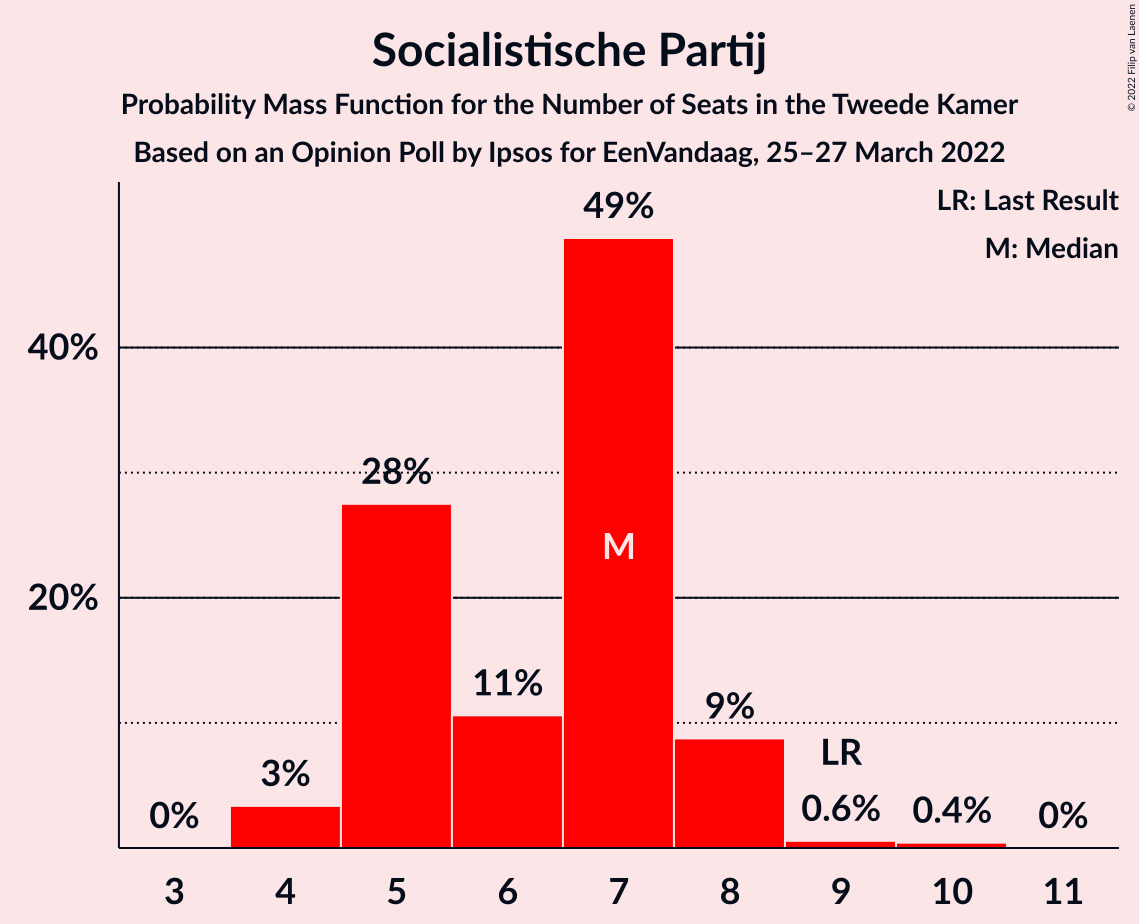 Socialistische Partij
Probability Mass Function for the Number of Seats in the Tweede Kamer
Based on an Opinion Poll by Ipsos for EenVandaag, 25–27 March 2022
© 2022 Filip van Laenen
LR: Last Result
M: Median
40%
20%
0%
3%
28%
11%
49%
M
9%
LR
0.6%
0.4%
0%
3 4 5 6 7 8 9 10 11